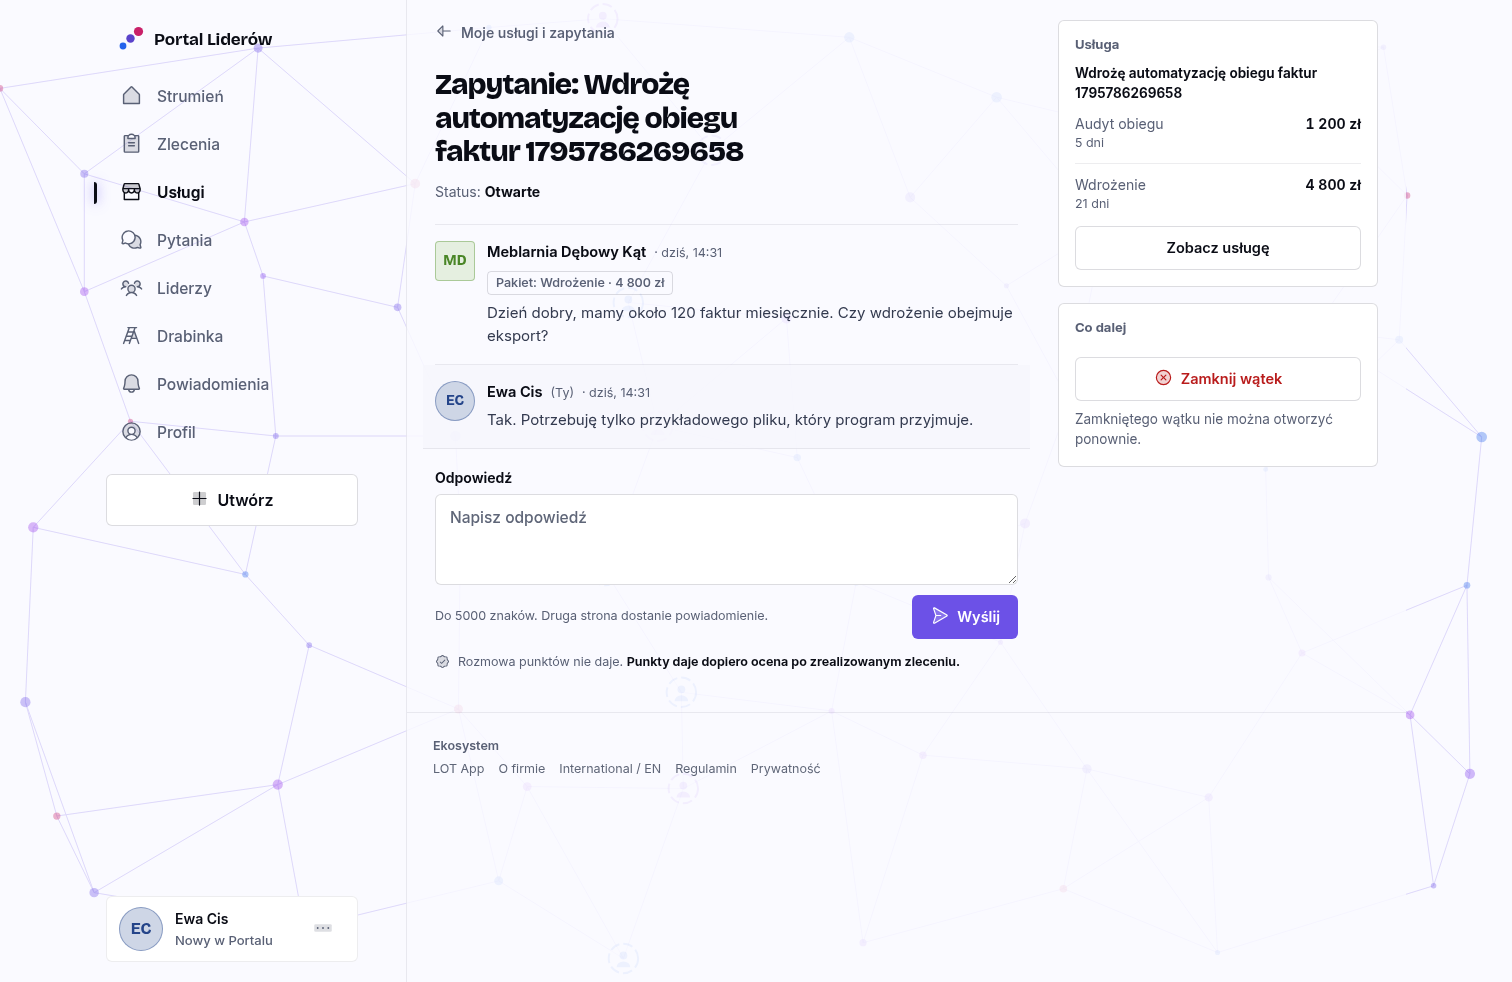 Portal Liderów
Strumień
Zlecenia
Usługi
Pytania
Liderzy
Drabinka
Powiadomienia
Profil
Utwórz
EC
Ewa Cis
Nowy w Portalu
Moje usługi i zapytania
Zapytanie: Wdrożę
automatyzację obiegu
faktur 1795786269658
Status: Otwarte
MD
Meblarnia Dębowy Kąt · dziś, 14:31
Pakiet: Wdrożenie · 4 800 zł
Dzień dobry, mamy około 120 faktur miesięcznie. Czy wdrożenie obejmuje
eksport?
EC
Ewa Cis (Ty) · dziś, 14:31
Tak. Potrzebuję tylko przykładowego pliku, który program przyjmuje.
Odpowiedź
Napisz odpowiedź
Do 5000 znaków. Druga strona dostanie powiadomienie.
Wyślij
Rozmowa punktów nie daje. Punkty daje dopiero ocena po zrealizowanym zleceniu.
Usługa
Wdrożę automatyzację obiegu faktur
1795786269658
Audyt obiegu 1 200 zł
5 dni
Wdrożenie 4 800 zł
21 dni
Zobacz usługę
Co dalej
Zamknij wątek
Zamkniętego wątku nie można otworzyć
ponownie.
Ekosystem
LOT App O firmie International / EN Regulamin Prywatność